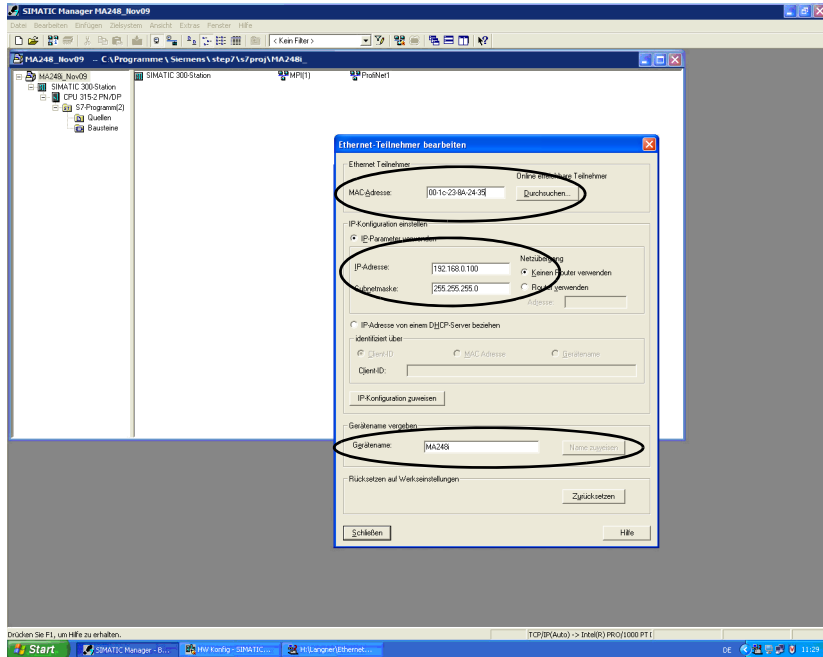 SIMATIC Manager MA248_Nov09
Datei Bearbeiten Einfügen Zielsystem Ansicht Extras Fenster Hilfe
< Kein Filter >
MA248_Nov09 -- C:\Programme\Siemens\step7\s7proj\MA248i_
MA248i_Nov09
SIMATIC 300-Station
CPU 315-2 PN/DP
S7-Programm(2)
Quellen
Bausteine
SIMATIC 300-Station
MPI(1)
ProfiNet1
Ethernet-Teilnehmer bearbeiten
Ethernet Teilnehmer
Online erreichbare Teilnehmer
MAC-Adresse:
00-1c-23-8A-24-35
Durchsuchen...
IP-Konfiguration einstellen
IP-Parameter verwenden
IP-Adresse:
192.168.0.100
Subnetmaske:
255.255.255.0
Netzübergang
Keinen Router verwenden
Router verwenden
Adresse:
IP-Adresse von einem DHCP-Server beziehen
identifiziert über
Client-ID
MAC Adresse
Gerätename
Client-ID:
IP-Konfiguration zuweisen
Gerätename vergeben
Gerätename:
MA248i
Name zuweisen
Rücksetzen auf Werkseinstellungen
Zurücksetzen
Schließen
Hilfe
Drücken Sie F1, um Hilfe zu erhalten.
TCP/IP(Auto) -> Intel(R) PRO/1000 PT
Start
SIMATIC Manager - 8...
HW Konfig - SIMATIC...
H:\Langner\Ethernet...
DE
11:29